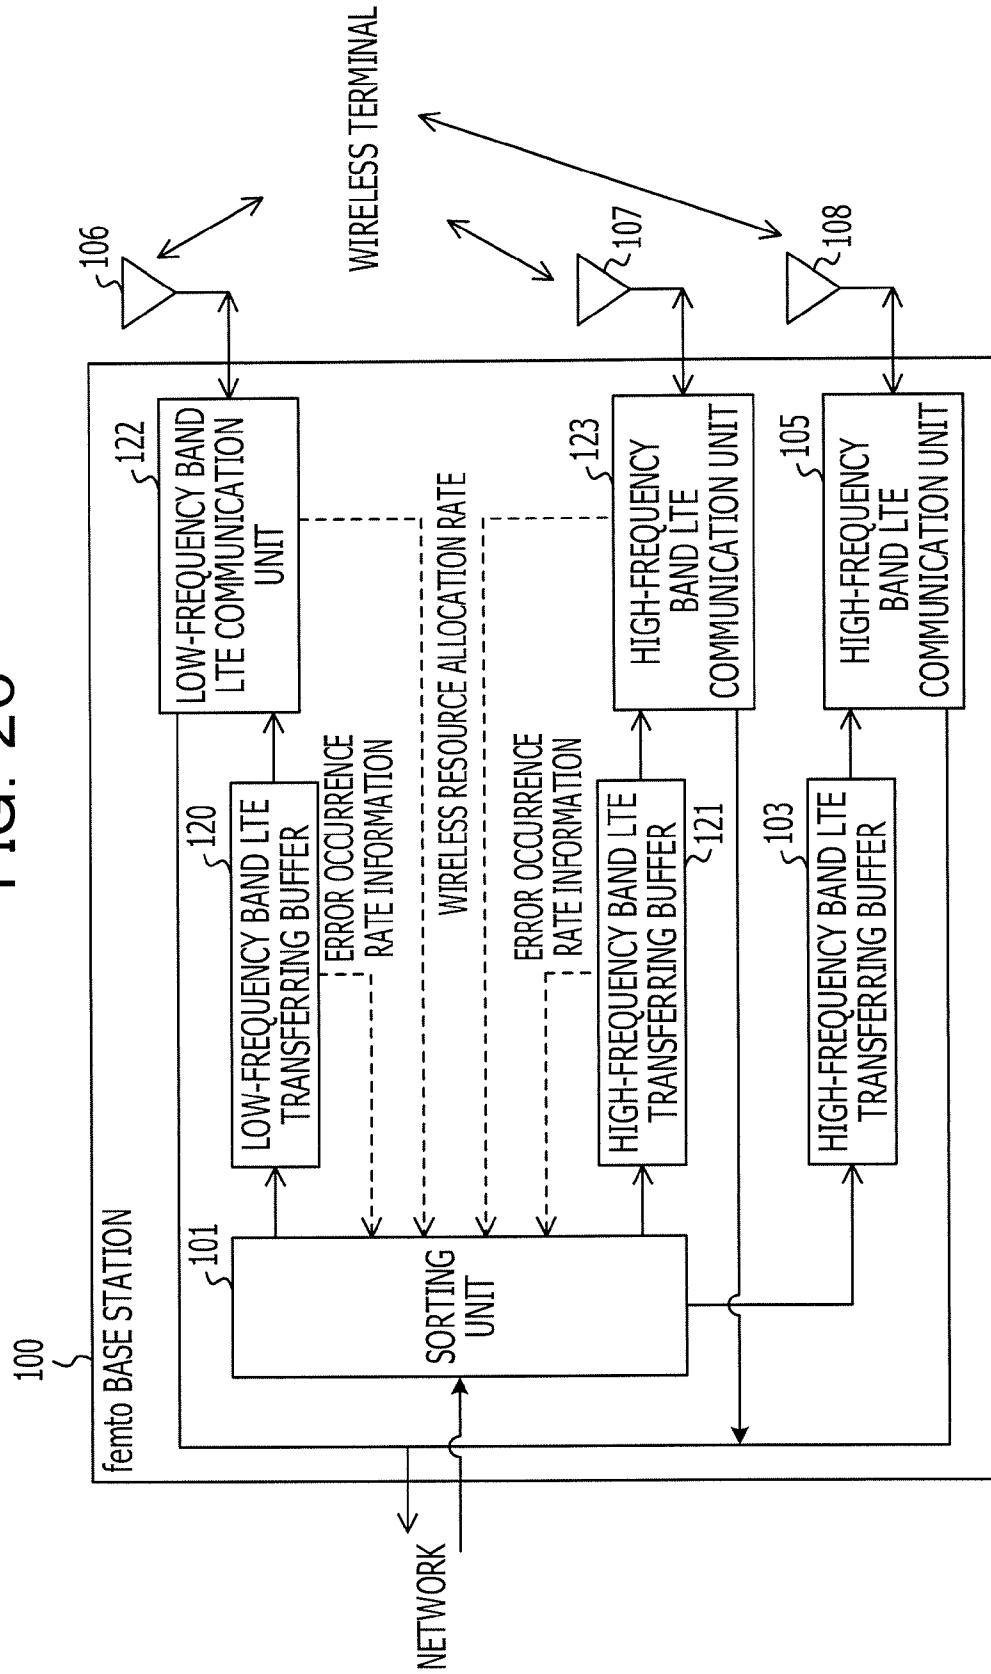 100
femto BASE STATION
NETWORK
101
SORTING
UNIT
120
LOW-FREQUENCY BAND LTE
TRANSFERRING BUFFER
ERROR OCCURRENCE
RATE INFORMATION
122
LOW-FREQUENCY BAND
LTE COMMUNICATION
UNIT
106
WIRELESS RESOURCE ALLOCATION RATE
WIRELESS TERMINAL
ERROR OCCURRENCE
RATE INFORMATION
HIGH-FREQUENCY BAND LTE
TRANSFERRING BUFFER
121
123
HIGH-FREQUENCY
BAND LTE
COMMUNICATION UNIT
107
103
HIGH-FREQUENCY BAND LTE
TRANSFERRING BUFFER
105
HIGH-FREQUENCY
BAND LTE
COMMUNICATION UNIT
108